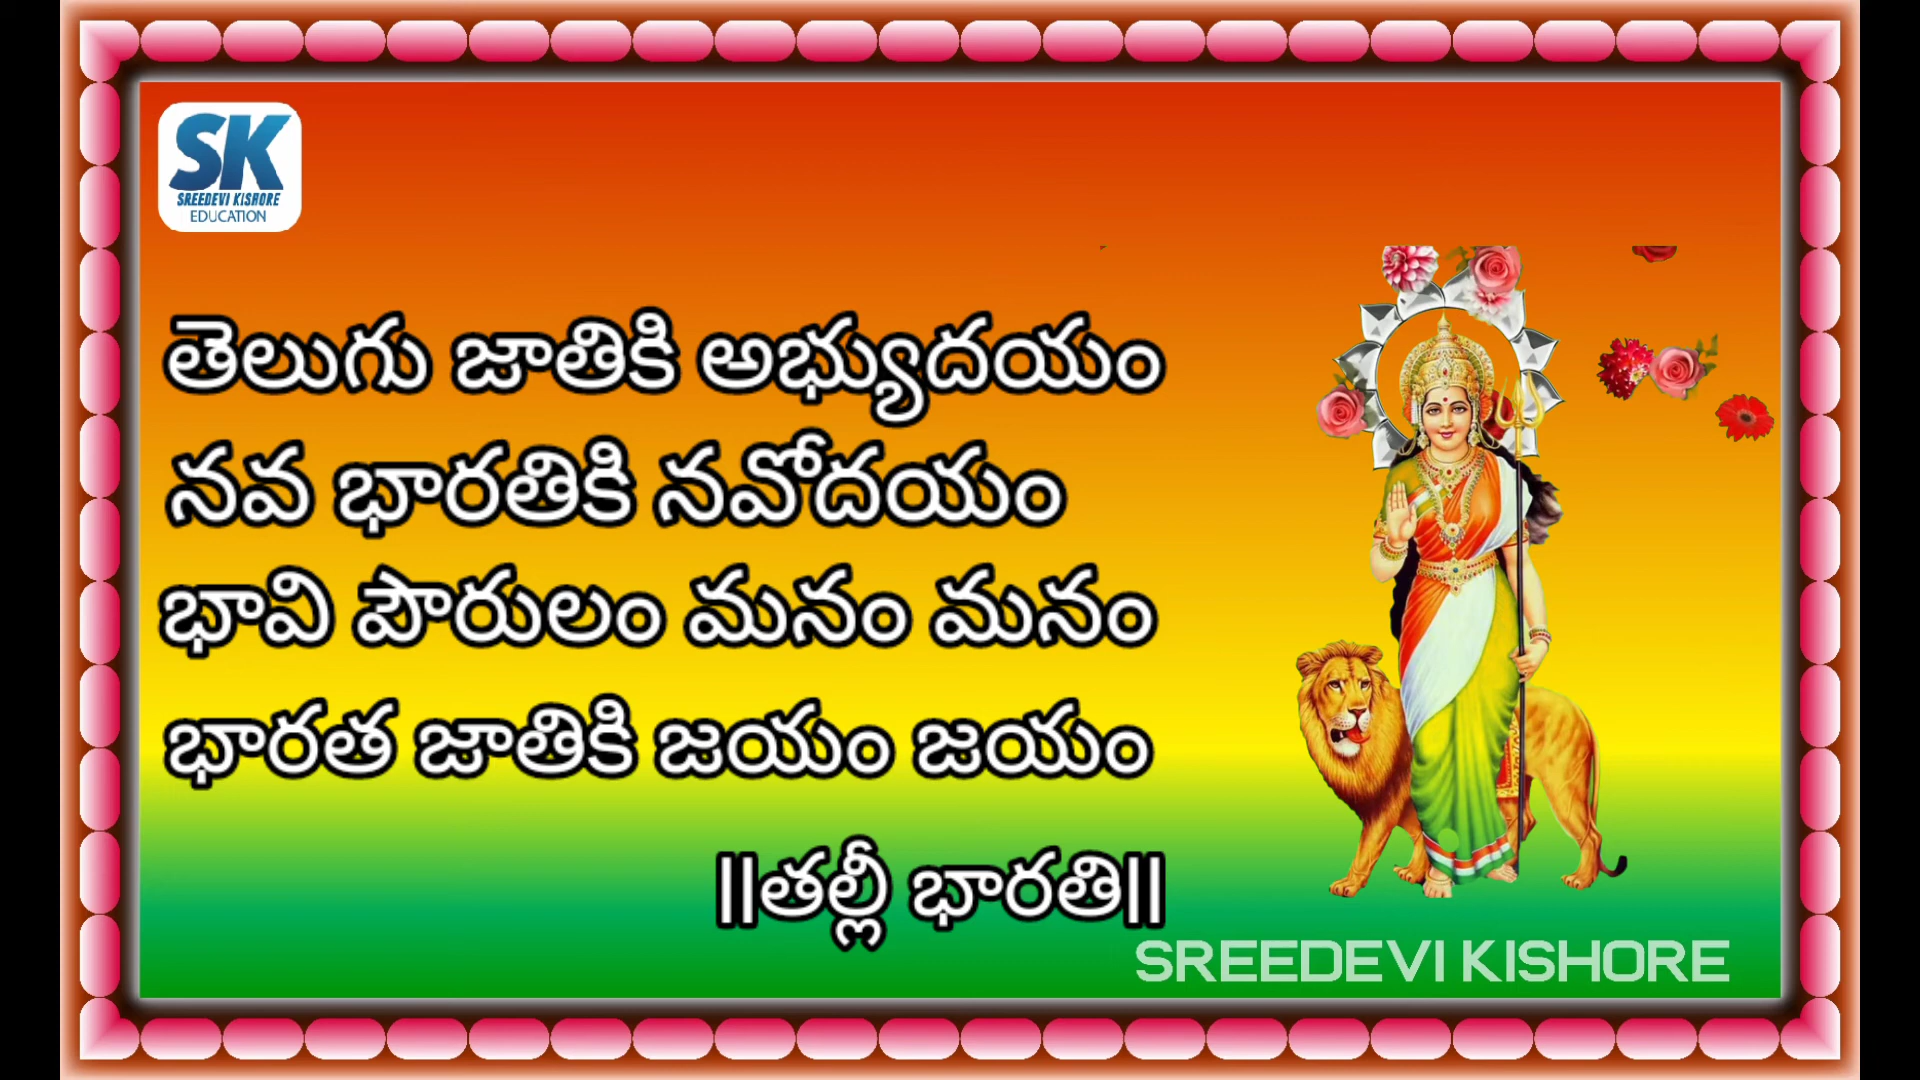 SK
SREEDEVI KISHORE
EDUCATION
తెలుగు జాతికి అభ్యుదయం
నవ భారతికి నవోదయం
భావి పౌరులం మనం మనం
భారత జాతికి జయం జయం
||తల్లీ భారతి||
SREEDEVI KISHORE